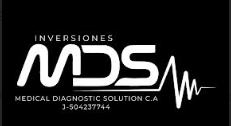 INVERSIONES
MDS
MEDICAL DIAGNOSTIC SOLUTION C.A
J-504237744